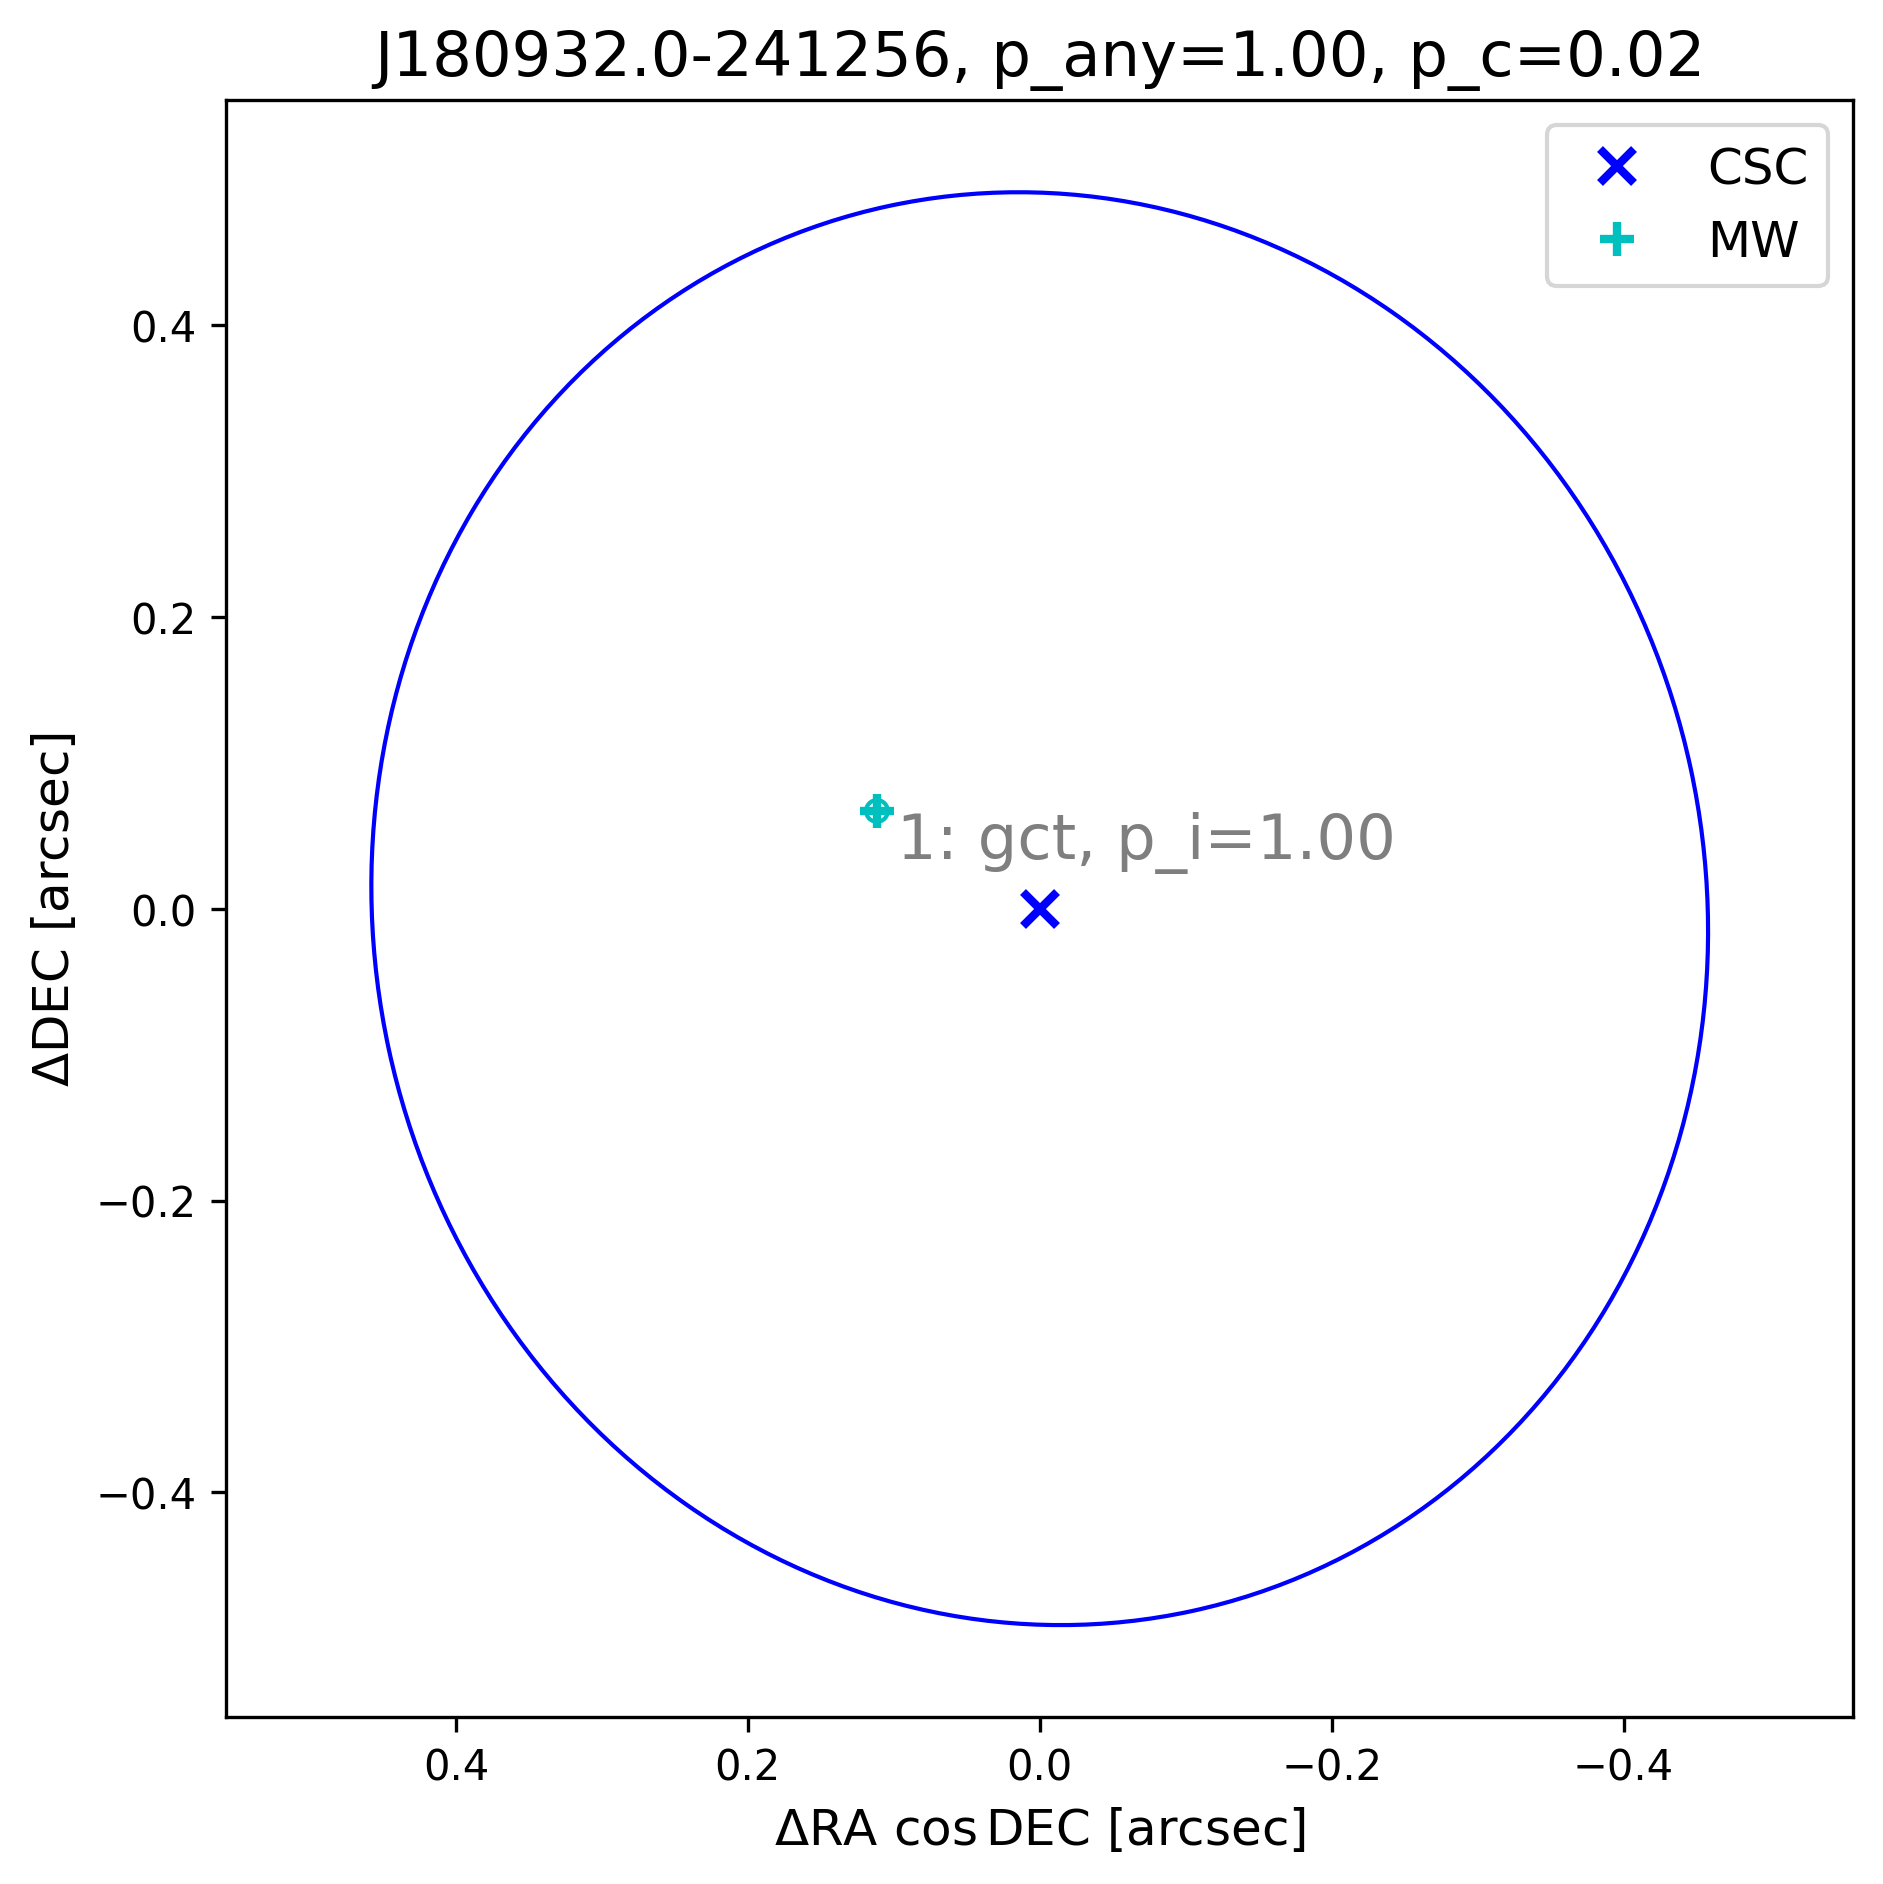 J180932.0-241256, p_any=1.00, p_c=0.02
CSC
MW
0.4
0.2
0.0
−0.2
−0.4
ΔDEC [arcsec]
1: gct, p_i=1.00
0.4
0.2
0.0
−0.2
−0.4
ΔRA cos DEC [arcsec]